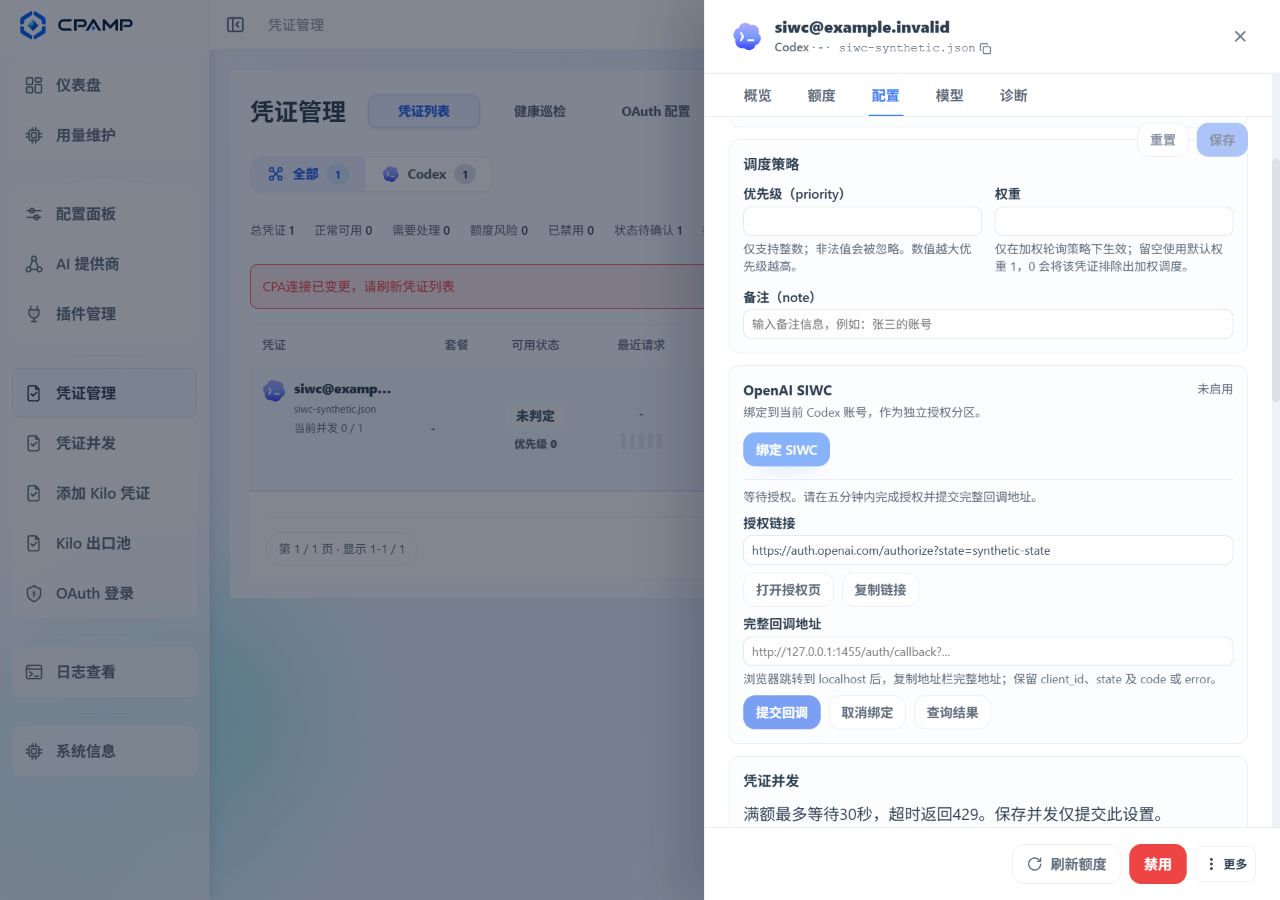 CPAMP
仪表盘
用量维护
配置面板
AI 提供商
插件管理
凭证管理
凭证并发
添加 Kilo 凭证
Kilo 出口池
OAuth 登录
日志查看
系统信息
凭证管理
凭证管理
凭证列表
健康巡检
OAuth 配置
全部 1
Codex 1
总凭证 1 正常可用 0 需要处理 0 额度风险 0 已禁用 0 状态待确认 1
CPA连接已变更，请刷新凭证列表
凭证 套餐 可用状态 最近请求
siwc@examp...
siwc-synthetic.json
当前并发 0 / 1
-
未判定
优先级 0
-
第 1 / 1 页 · 显示 1-1 / 1
siwc@example.invalid
Codex · - · siwc-synthetic.json
概览 额度 配置 模型 诊断
重置 保存
调度策略
优先级（priority） 权重
仅支持整数；非法值会被忽略。数值越大优
先级越高。
仅在加权轮询策略下生效；留空使用默认权
重 1，0 会将该凭证排除出加权调度。
备注（note）
输入备注信息，例如：张三的账号
OpenAI SIWC 未启用
绑定到当前 Codex 账号，作为独立授权分区。
绑定 SIWC
等待授权。请在五分钟内完成授权并提交完整回调地址。
授权链接
https://auth.openai.com/authorize?state=synthetic-state
打开授权页 复制链接
完整回调地址
http://127.0.0.1:1455/auth/callback?...
浏览器跳转到 localhost 后，复制地址栏完整地址；保留 client_id、state 及 code 或 error。
提交回调 取消绑定 查询结果
凭证并发
满额最多等待30秒，超时返回429。保存并发仅提交此设置。
刷新额度 禁用 更多